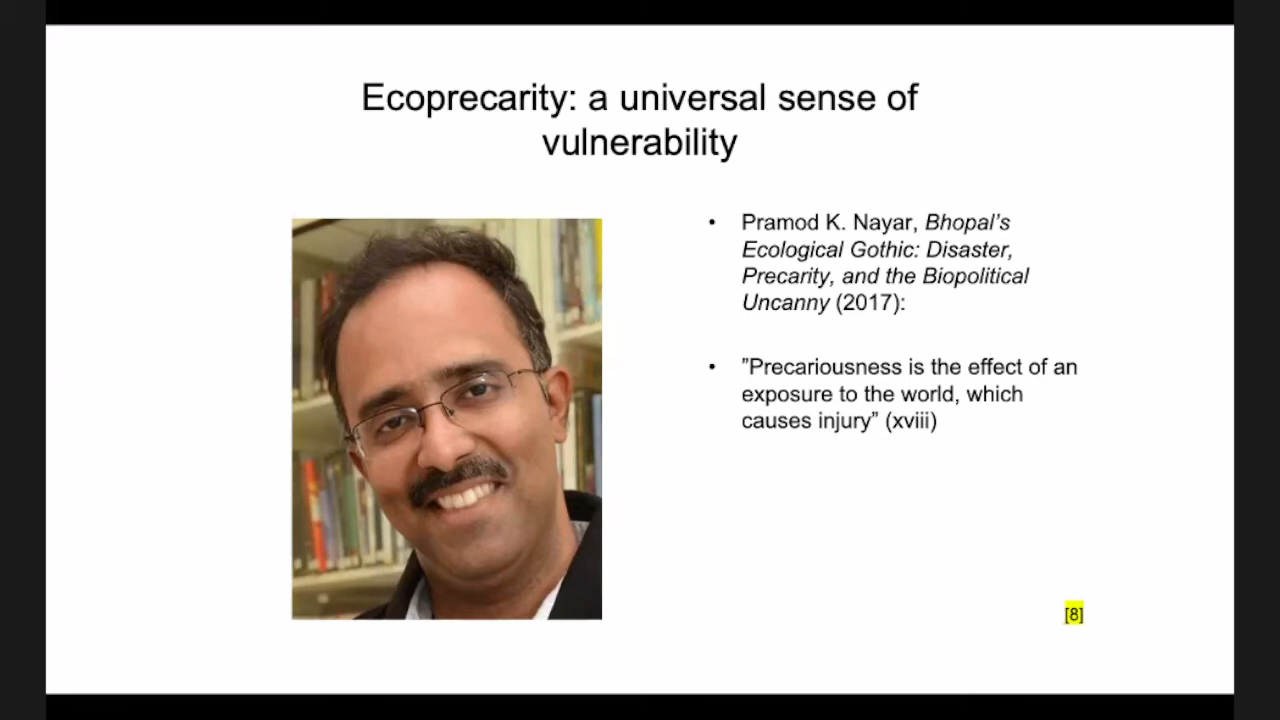 Ecoprecarity: a universal sense of
vulnerability
• Pramod K. Nayar, Bhopal’s
Ecological Gothic: Disaster,
Precarity, and the Biopolitical
Uncanny (2017):
• ”Precariousness is the effect of an
exposure to the world, which
causes injury” (xviii)
[8]